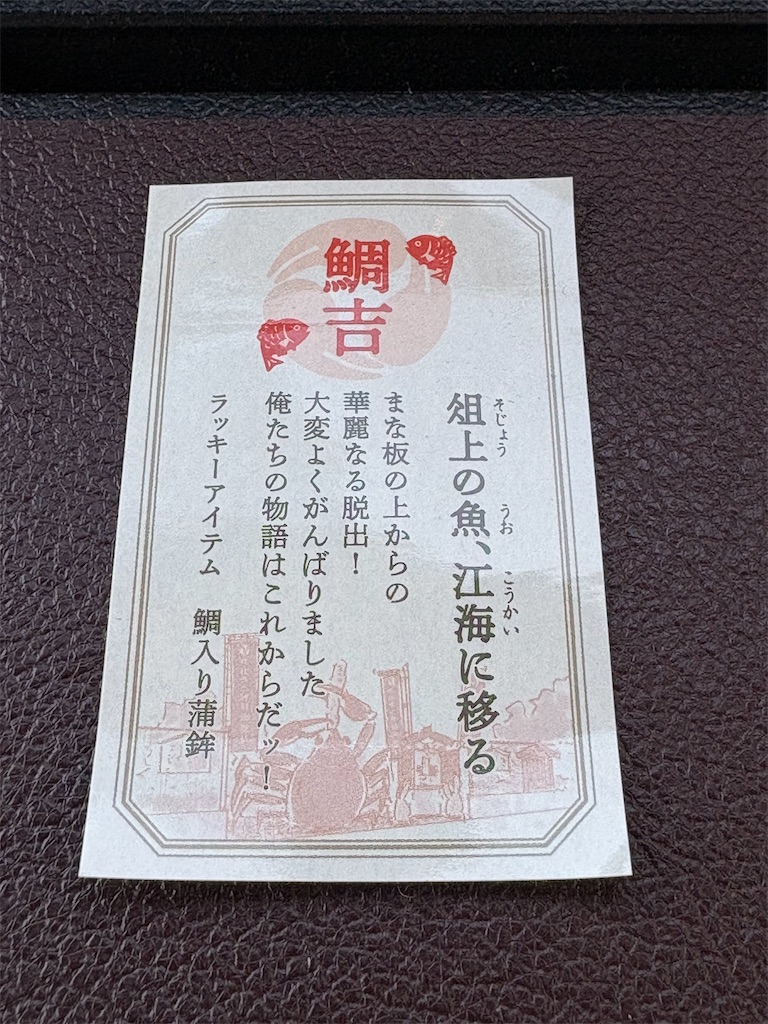 鯛吉
俎上の魚、江海に移る
そじょう うお こうかい
まな板の上からの
華麗なる脱出！
大変よくがんばりました
俺たちの物語はこれからだッ！
ラッキーアイテム 鯛入り蒲鉾